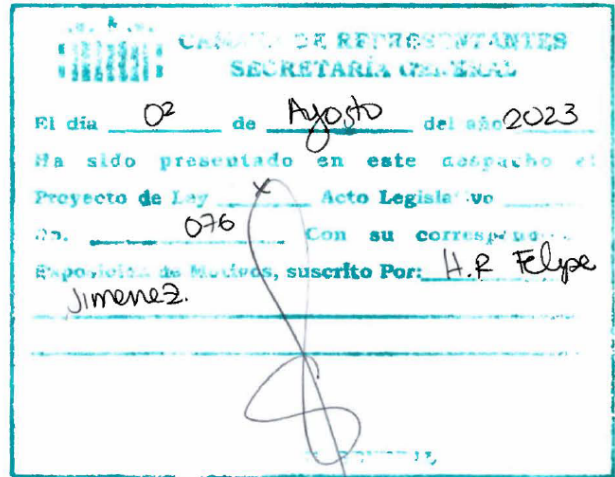 CÁMARA DE REPRESENTANTES
SECRETARÍA GENERAL
El día 02 de Agosto del año 2023
Ha sido presentado en este despacho el
Proyecto de Ley X Acto Legislativo
No. 076 Con su
Exposición de Motivos, suscrito Por: H.R Felipe
Jimenez.